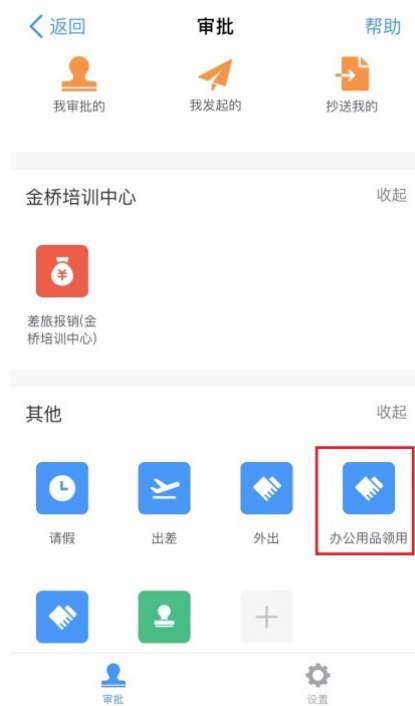 返回 审批 帮助
我审批的 我发起的 抄送我的
金桥培训中心 收起
¥
差旅报销(金
桥培训中心)
其他 收起
请假 出差 外出 办公用品领用
审批 设置